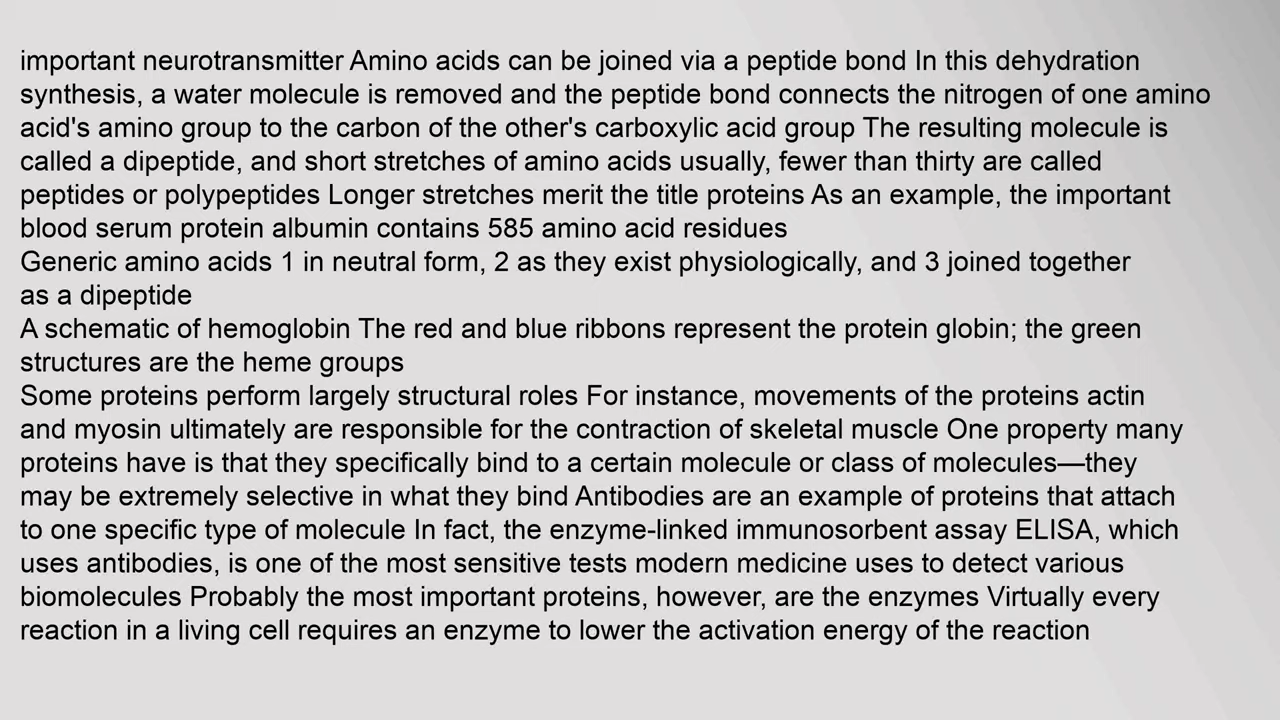 important neurotransmitter Amino acids can be joined via a peptide bond In this dehydration
synthesis, a water molecule is removed and the peptide bond connects the nitrogen of one amino
acid's amino group to the carbon of the other's carboxylic acid group The resulting molecule is
called a dipeptide, and short stretches of amino acids usually, fewer than thirty are called
peptides or polypeptides Longer stretches merit the title proteins As an example, the important
blood serum protein albumin contains 585 amino acid residues
Generic amino acids 1 in neutral form, 2 as they exist physiologically, and 3 joined together
as a dipeptide
A schematic of hemoglobin The red and blue ribbons represent the protein globin; the green
structures are the heme groups
Some proteins perform largely structural roles For instance, movements of the proteins actin
and myosin ultimately are responsible for the contraction of skeletal muscle One property many
proteins have is that they specifically bind to a certain molecule or class of molecules—they
may be extremely selective in what they bind Antibodies are an example of proteins that attach
to one specific type of molecule In fact, the enzyme-linked immunosorbent assay ELISA, which
uses antibodies, is one of the most sensitive tests modern medicine uses to detect various
biomolecules Probably the most important proteins, however, are the enzymes Virtually every
reaction in a living cell requires an enzyme to lower the activation energy of the reaction